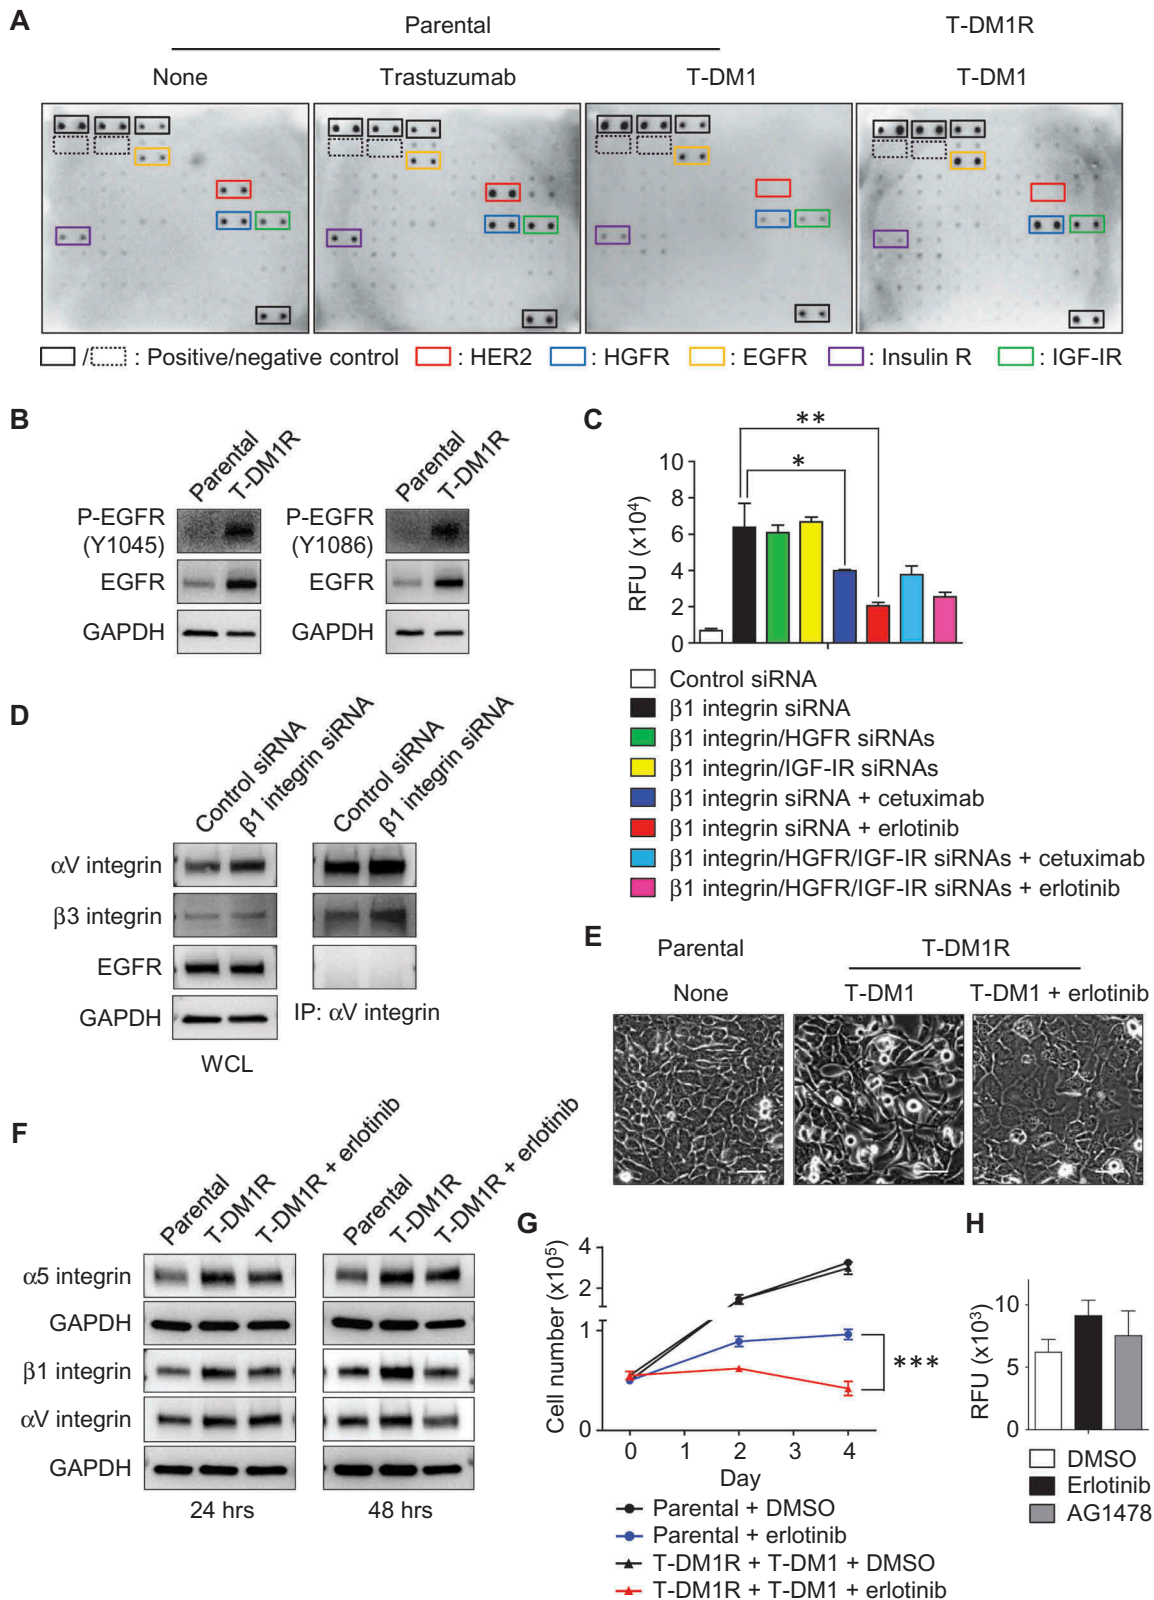 A
Parental
T-DM1R
None
Trastuzumab
T-DM1
T-DM1
/ : Positive/negative control : HER2 : HGFR : EGFR : Insulin R : IGF-IR
B
Parental
T-DM1R
Parental
T-DM1R
P-EGFR
(Y1045)
P-EGFR
(Y1086)
EGFR
EGFR
GAPDH
GAPDH
C
**
*
RFU (x10⁴)
10
8
6
4
2
0
Control siRNA
β1 integrin siRNA
β1 integrin/HGFR siRNAs
β1 integrin/IGF-IR siRNAs
β1 integrin siRNA + cetuximab
β1 integrin siRNA + erlotinib
β1 integrin/HGFR/IGF-IR siRNAs + cetuximab
β1 integrin/HGFR/IGF-IR siRNAs + erlotinib
D
Control siRNA
β1 integrin siRNA
Control siRNA
β1 integrin siRNA
αV integrin
β3 integrin
EGFR
GAPDH
IP: αV integrin
WCL
E
Parental
T-DM1R
None
T-DM1
T-DM1 + erlotinib
F
Parental
T-DM1R
T-DM1R + erlotinib
Parental
T-DM1R
T-DM1R + erlotinib
α5 integrin
GAPDH
β1 integrin
αV integrin
GAPDH
24 hrs
48 hrs
G
Cell number (x10⁵)
4
2
1
0
0
1
2
3
4
Day
***
Parental + DMSO
Parental + erlotinib
T-DM1R + T-DM1 + DMSO
T-DM1R + T-DM1 + erlotinib
H
RFU (x10³)
10
5
0
DMSO
Erlotinib
AG1478